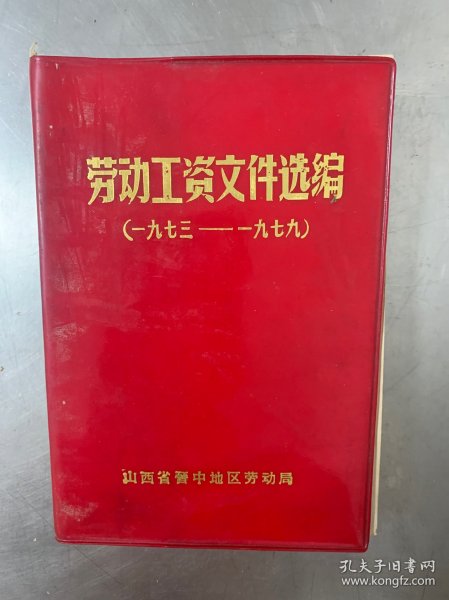 劳动工资文件选编
(一九七三——一九七九)
山西省晋中地区劳动局
孔夫子旧书网
www.kongfz.com